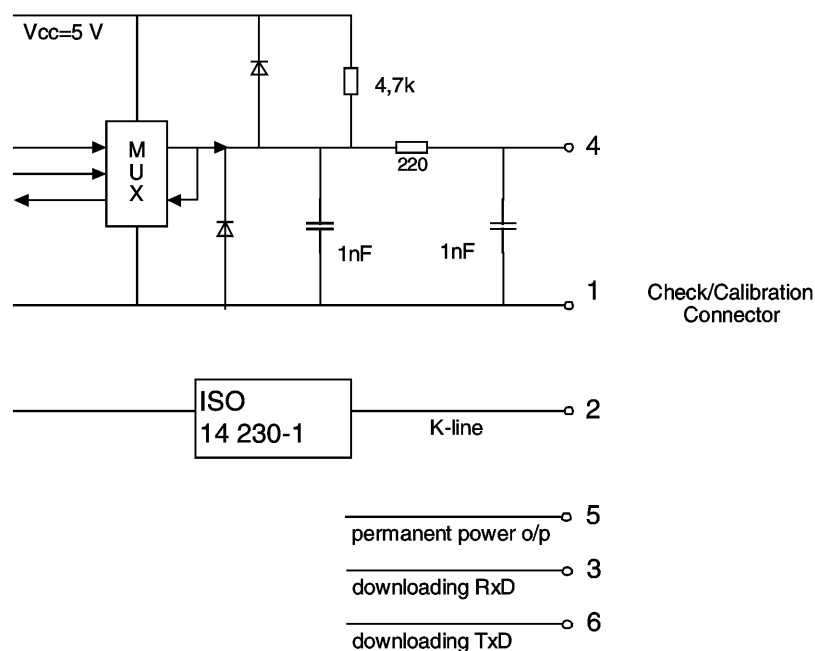 Vcc=5 V
4,7k
M
U
X
220
4
1nF
1nF
1
Check/Calibration
Connector
ISO
14 230-1
K-line
2
permanent power o/p
5
downloading RxD
3
downloading TxD
6